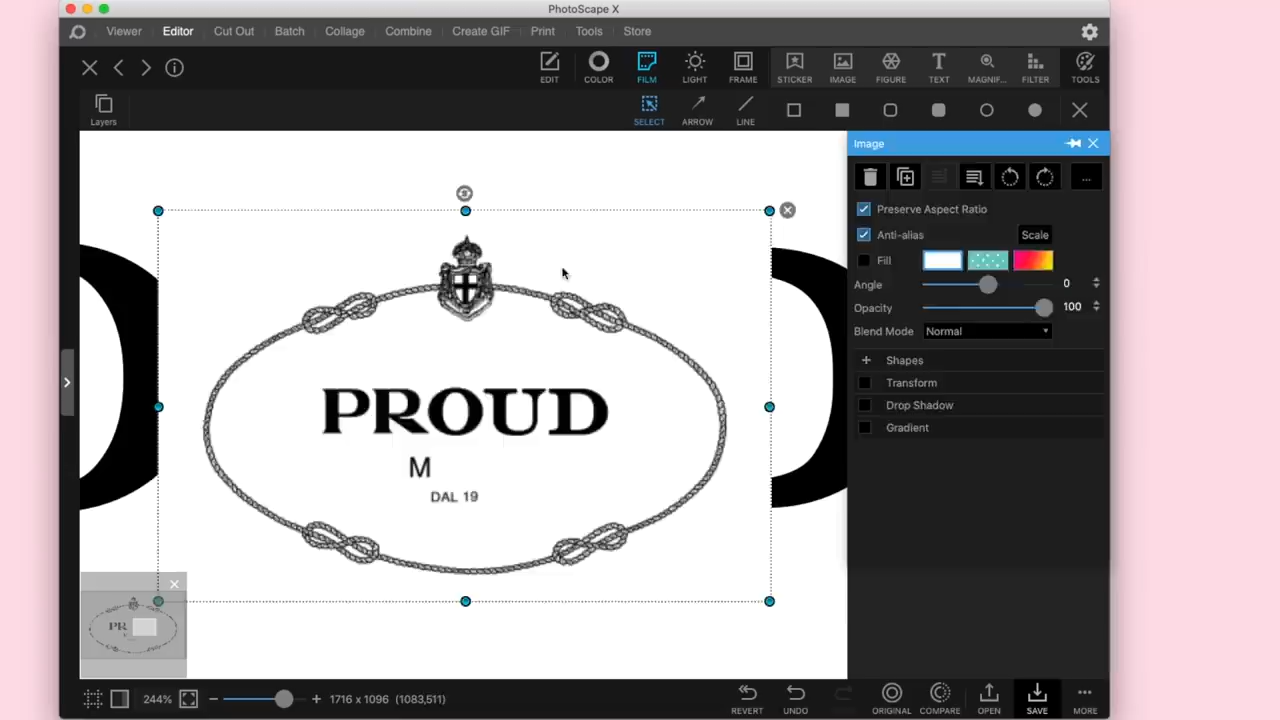 PhotoScape X
Viewer Editor Cut Out Batch Collage Combine Create GIF Print Tools Store
EDIT COLOR FILM LIGHT FRAME STICKER IMAGE FIGURE TEXT MAGNIF... FILTER TOOLS
Layers SELECT ARROW LINE
Image
...
Preserve Aspect Ratio
Anti-alias Scale
Fill
Angle 0
Opacity 100
Blend Mode Normal
Shapes
Transform
Drop Shadow
Gradient
PROUD
M
DAL 19
PR
244% 1716 x 1096 (1083,511)
REVERT UNDO ORIGINAL COMPARE OPEN SAVE MORE